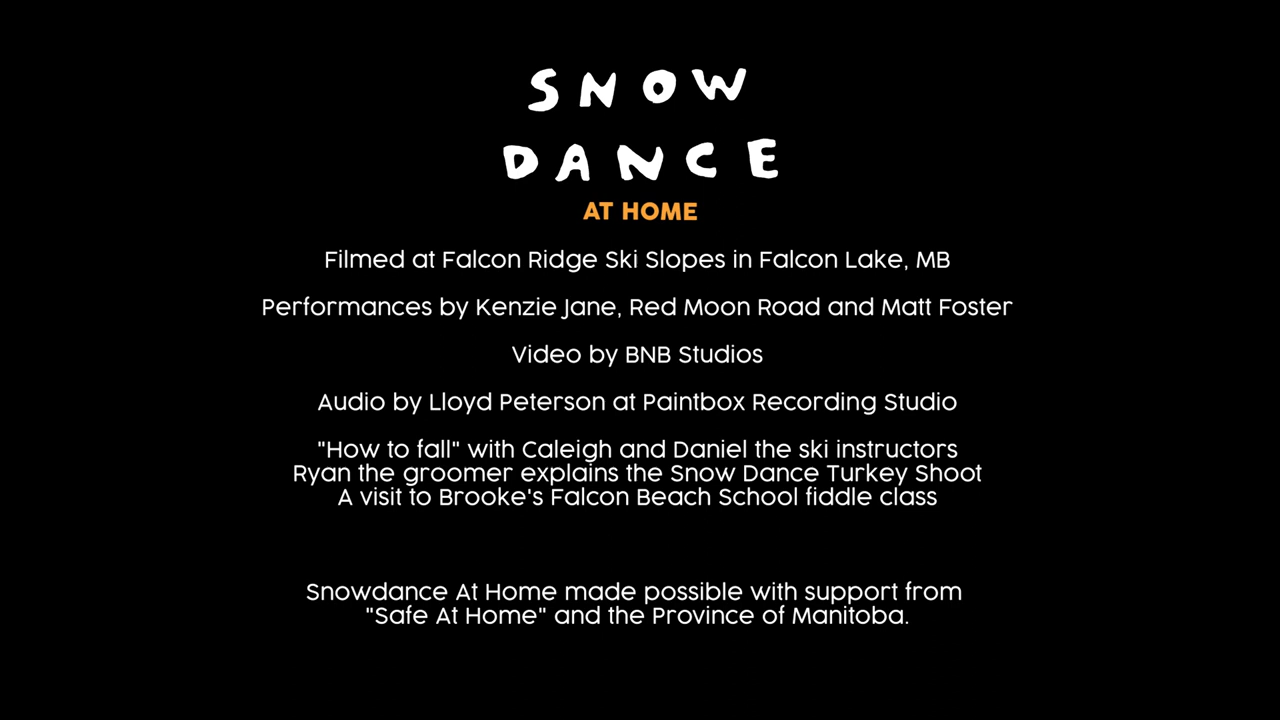 SNOW
DANCE
AT HOME
Filmed at Falcon Ridge Ski Slopes in Falcon Lake, MB
Performances by Kenzie Jane, Red Moon Road and Matt Foster
Video by BNB Studios
Audio by Lloyd Peterson at Paintbox Recording Studio
"How to fall" with Caleigh and Daniel the ski instructors
Ryan the groomer explains the Snow Dance Turkey Shoot
A visit to Brooke's Falcon Beach School fiddle class
Snowdance At Home made possible with support from
"Safe At Home" and the Province of Manitoba.